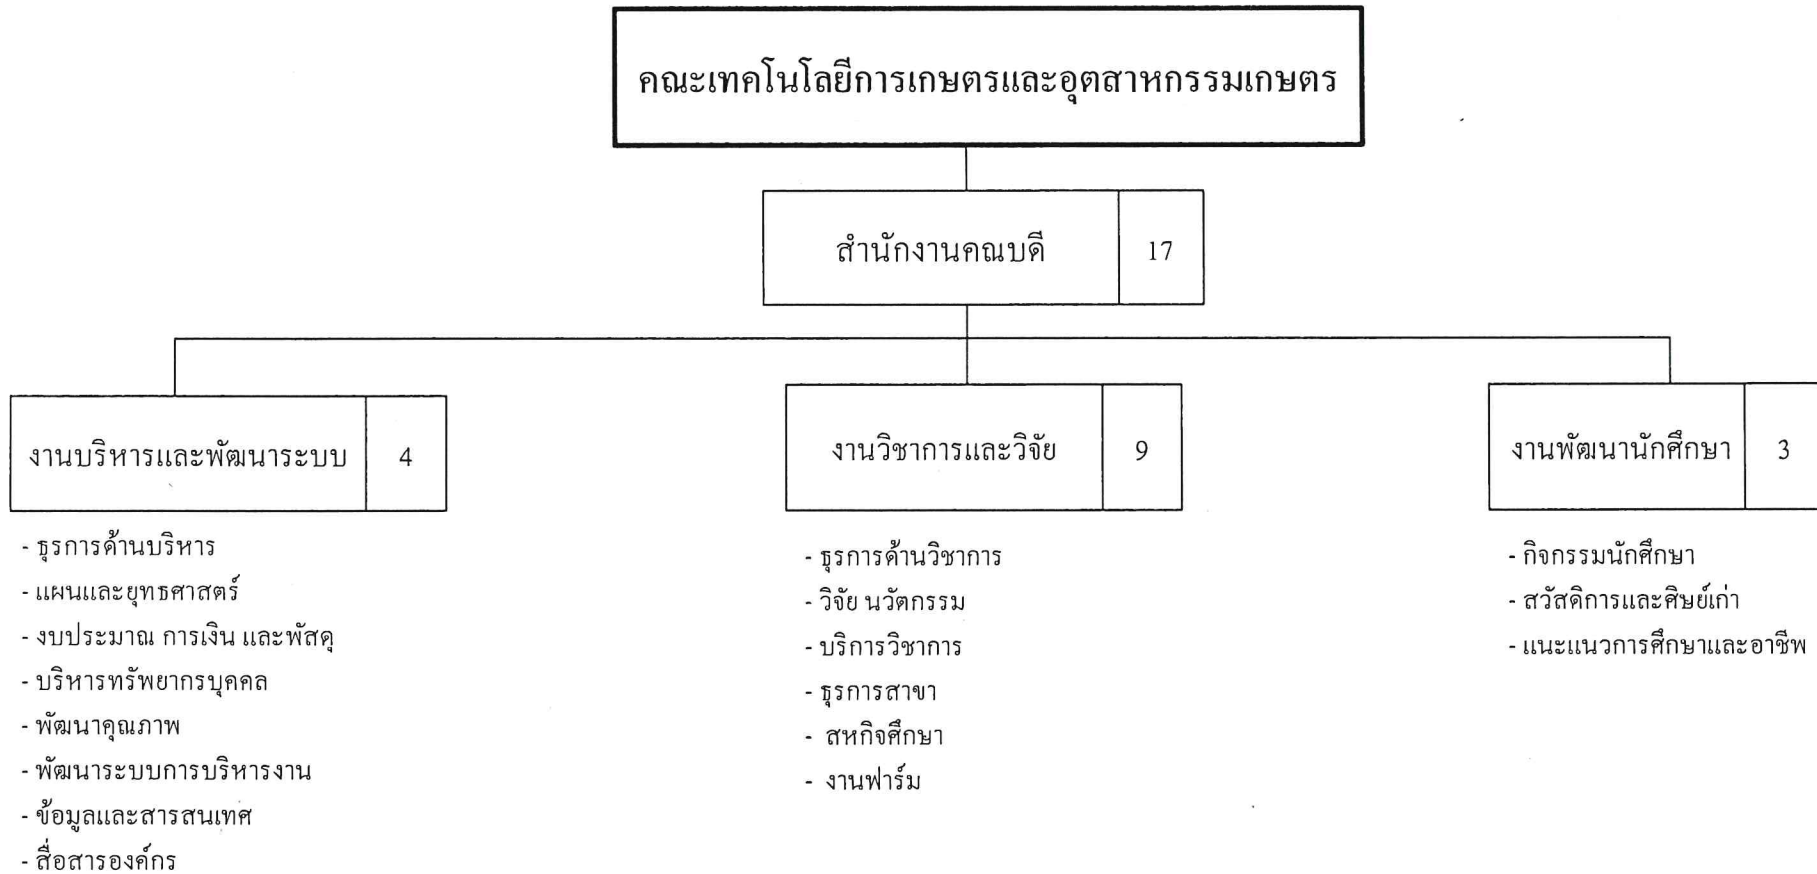 คณะเทคโนโลยีการเกษตรและอุตสาหกรรมเกษตร
สำนักงานคณบดี 17
งานบริหารและพัฒนาระบบ 4
- ธุรการด้านบริหาร
- แผนและยุทธศาสตร์
- งบประมาณ การเงิน และพัสดุ
- บริหารทรัพยากรบุคคล
- พัฒนาคุณภาพ
- พัฒนาระบบการบริหารงาน
- ข้อมูลและสารสนเทศ
- สื่อสารองค์กร
งานวิชาการและวิจัย 9
- ธุรการด้านวิชาการ
- วิจัย นวัตกรรม
- บริการวิชาการ
- ธุรการสาขา
- สหกิจศึกษา
- งานฟาร์ม
งานพัฒนานักศึกษา 3
- กิจกรรมนักศึกษา
- สวัสดิการและศิษย์เก่า
- แนะแนวการศึกษาและอาชีพ